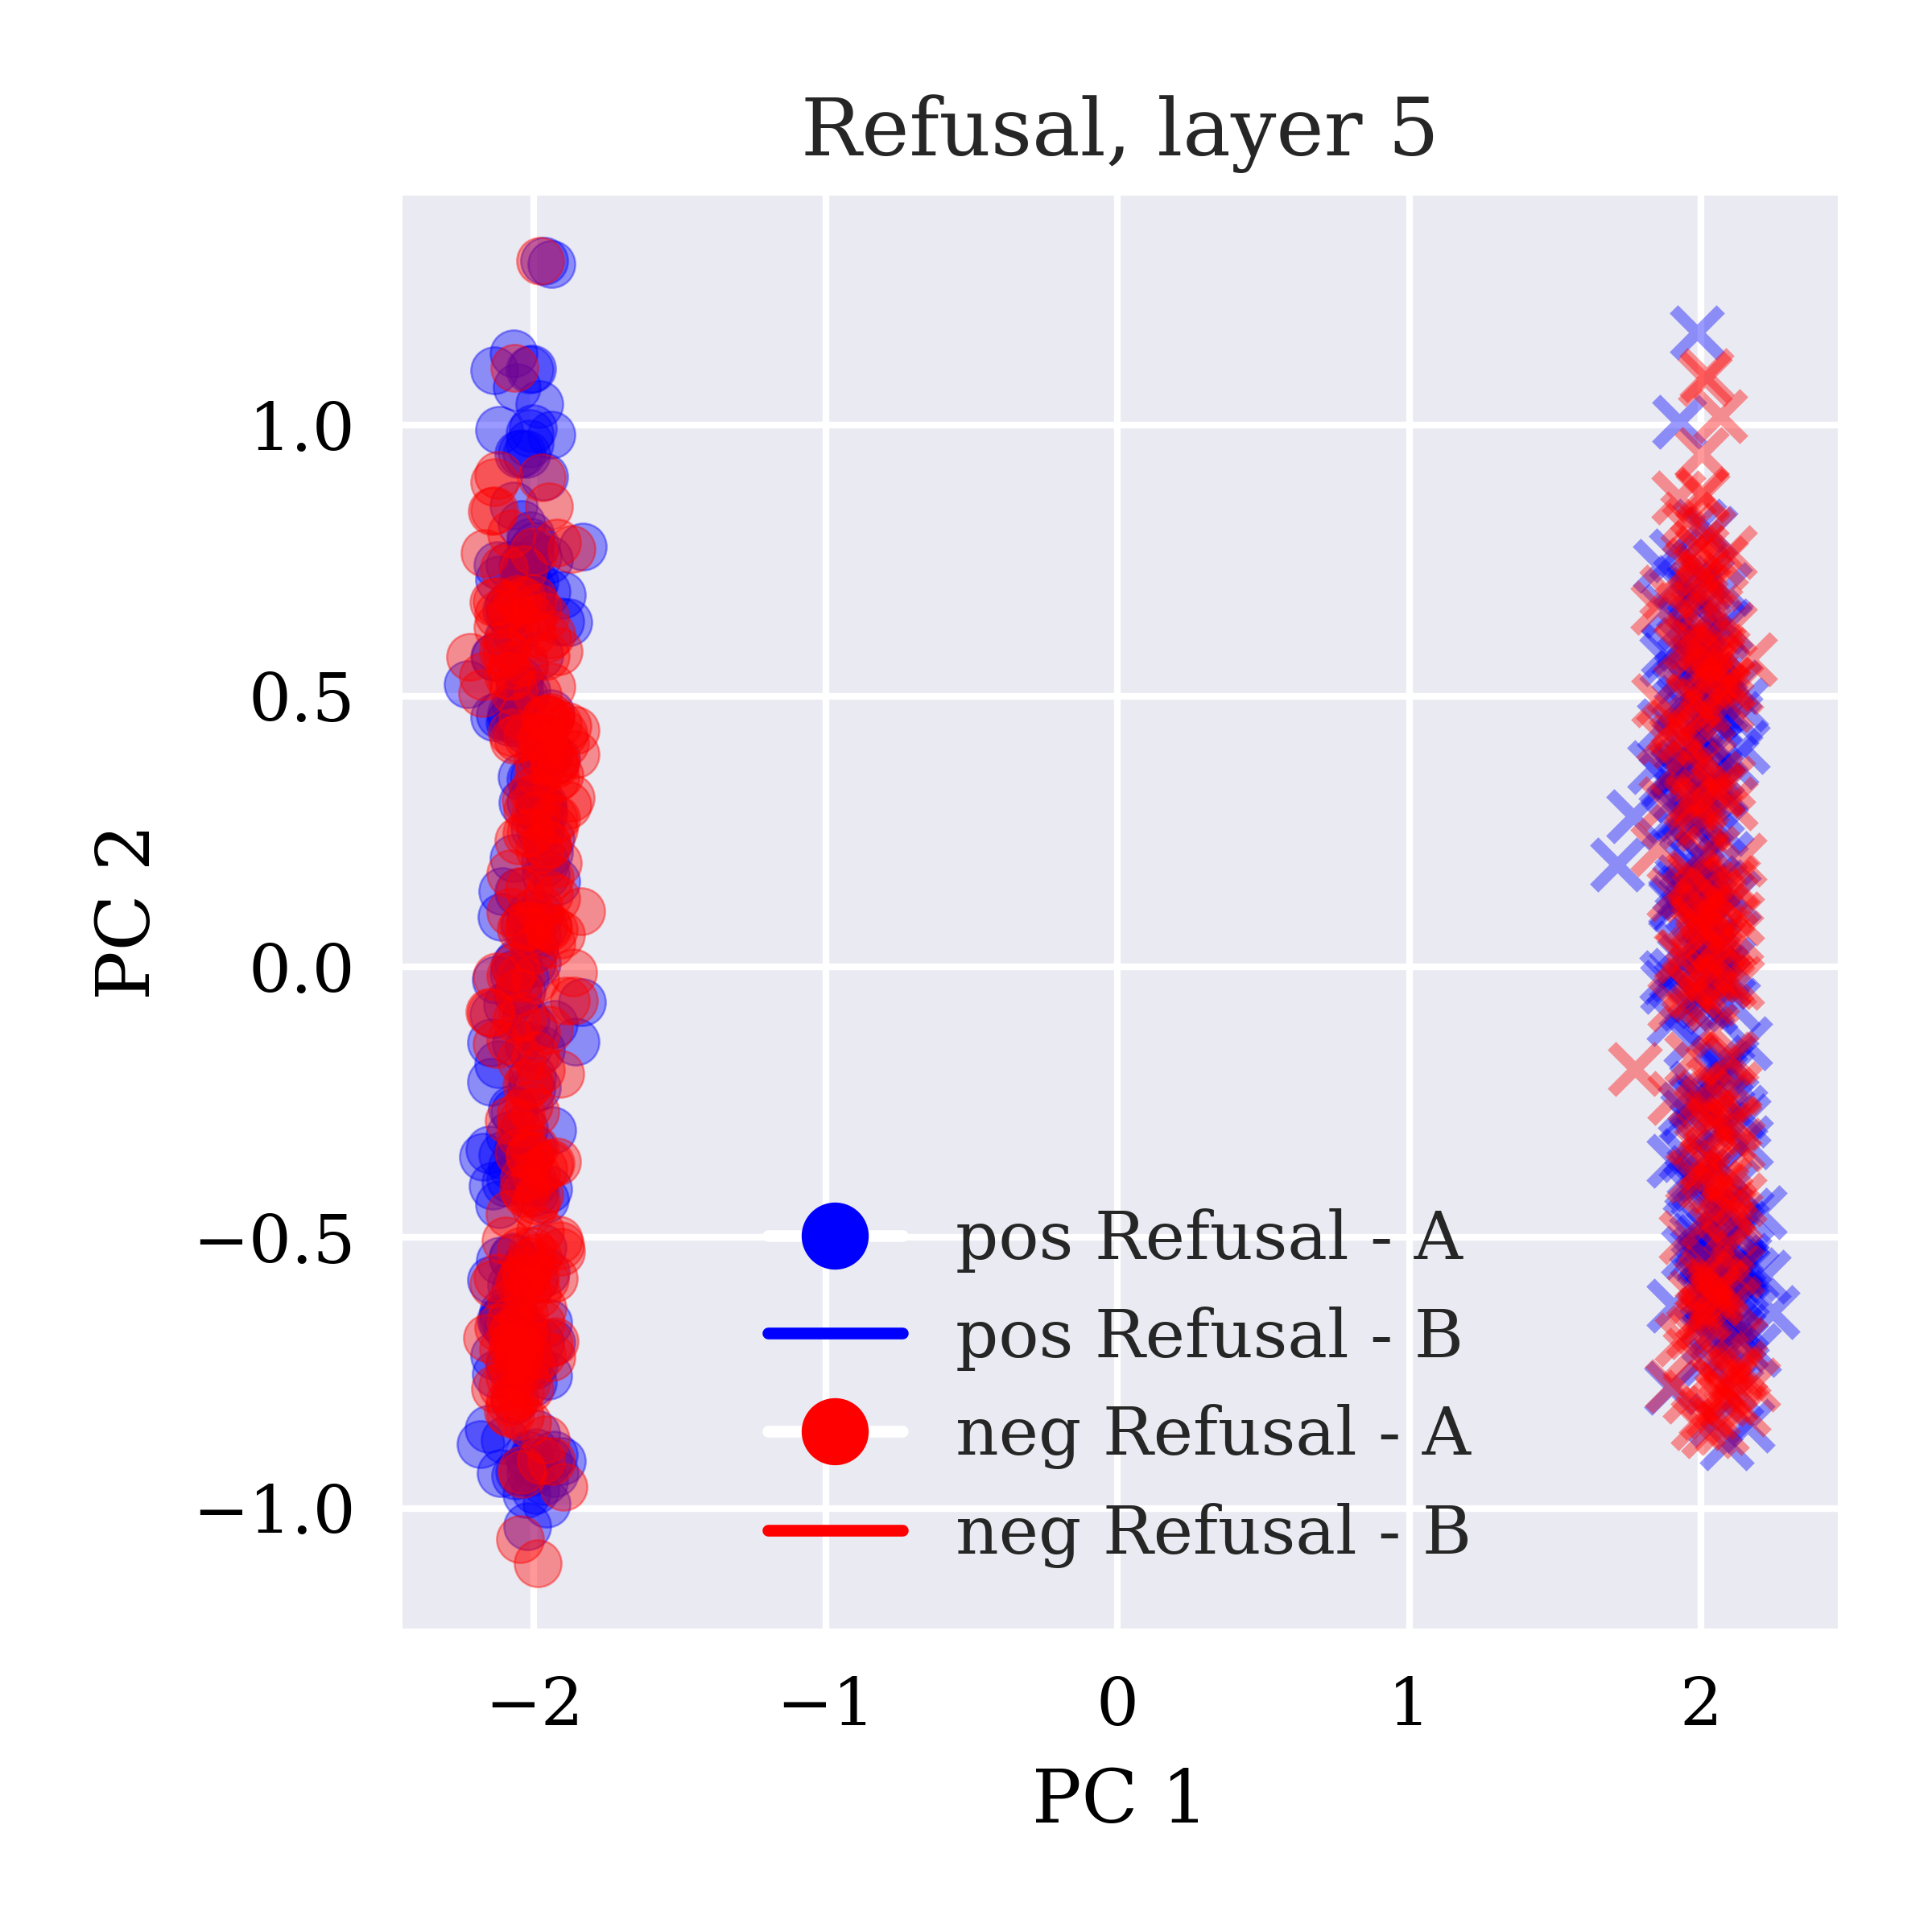 Refusal, layer 5
1.0
0.5
0.0
−0.5
−1.0
PC 2
pos Refusal - A
pos Refusal - B
neg Refusal - A
neg Refusal - B
−2 −1 0 1 2
PC 1